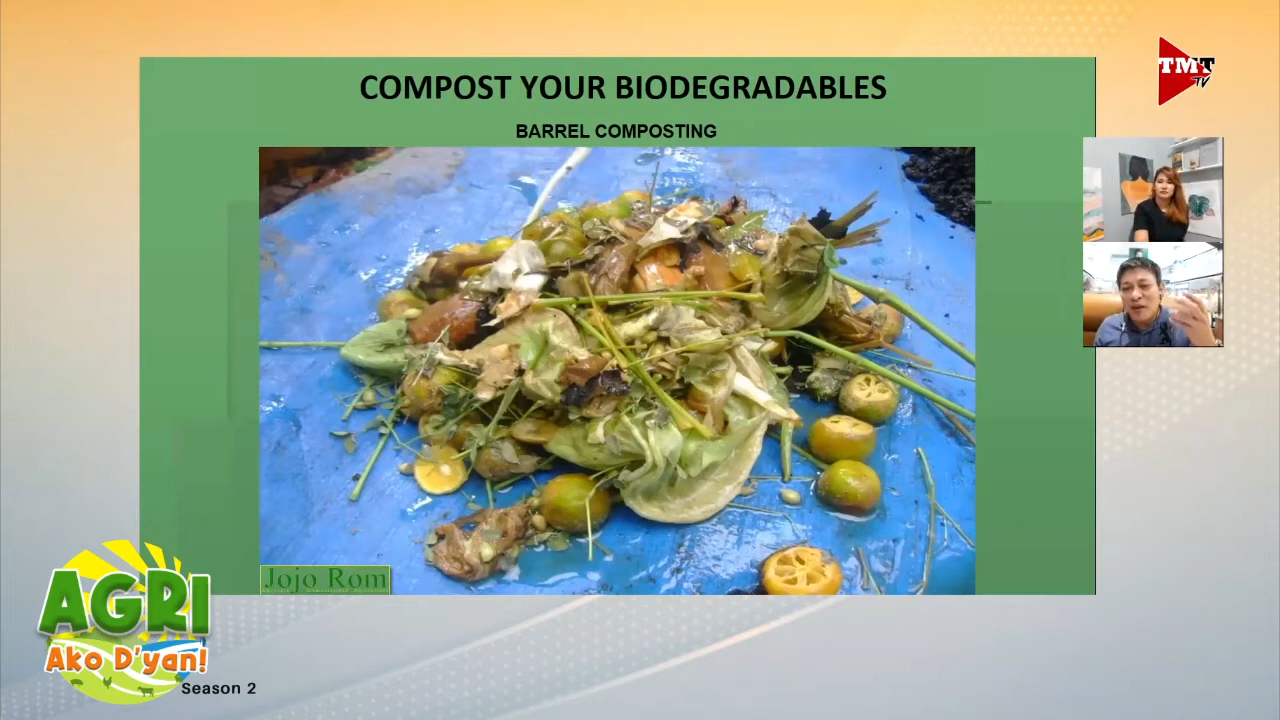 COMPOST YOUR BIODEGRADABLES
BARREL COMPOSTING
TMT
TV
Jojo Rom
AGRI
Ako D'yan!
Season 2